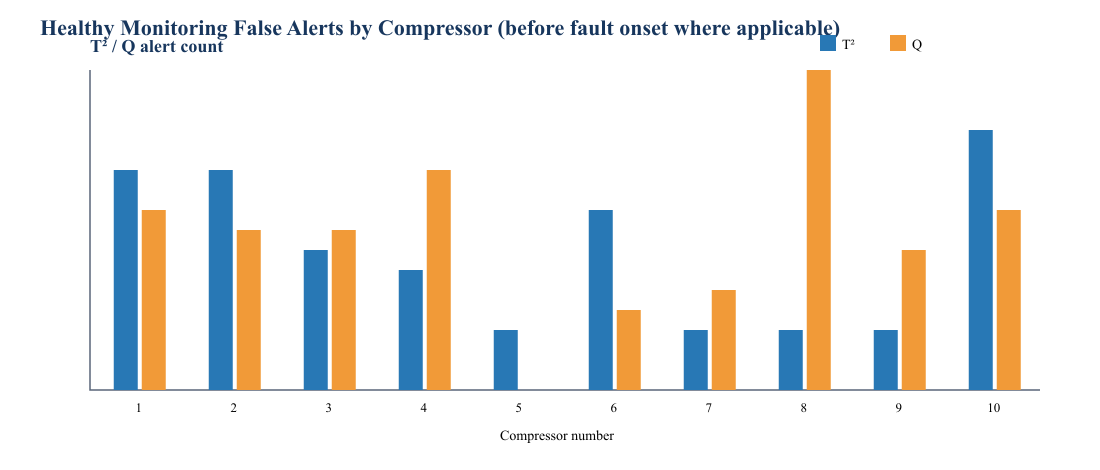 Healthy Monitoring False Alerts by Compressor (before fault onset where applicable)
T² / Q alert count
T² Q
1 2 3 4 5 6 7 8 9 10
Compressor number